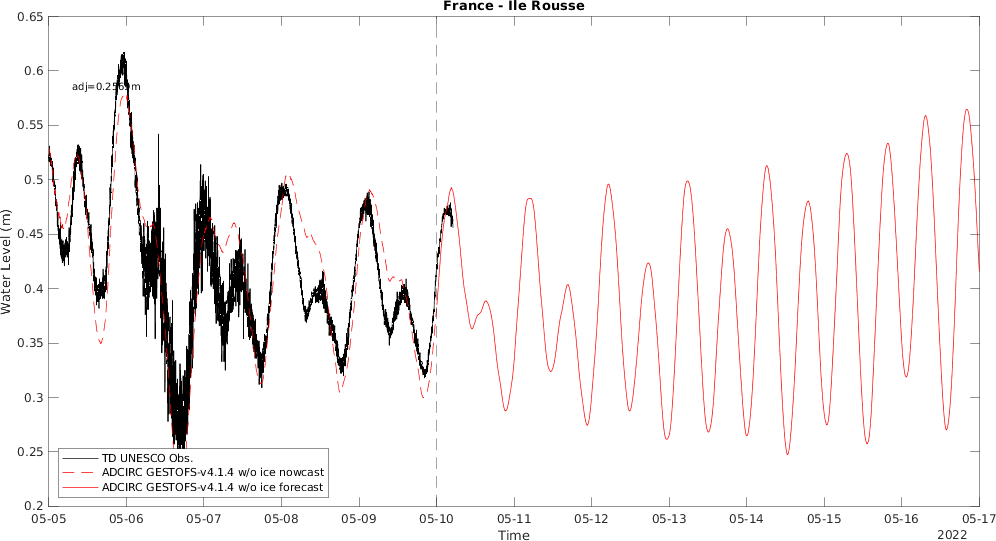 France - Ile Rousse
0.65
0.6
0.55
0.5
0.45
0.4
0.35
0.3
0.25
0.2
Water Level (m)
adj=0.2569m
TD UNESCO Obs.
ADCIRC GESTOFS-v4.1.4 w/o ice nowcast
ADCIRC GESTOFS-v4.1.4 w/o ice forecast
05-05 05-06 05-07 05-08 05-09 05-10 05-11 05-12 05-13 05-14 05-15 05-16 05-17
Time
2022